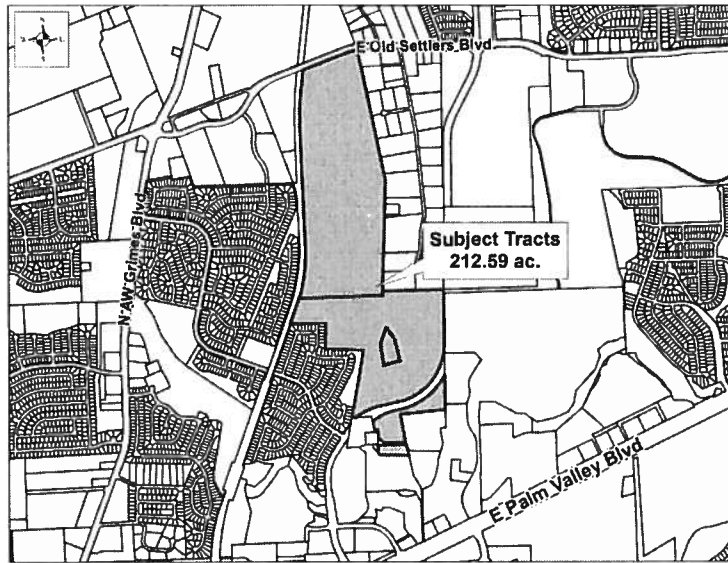 E Old Settlers Blvd
N AW Grimes Blvd
Subject Tracts
212.59 ac.
E Palm Valley Blvd